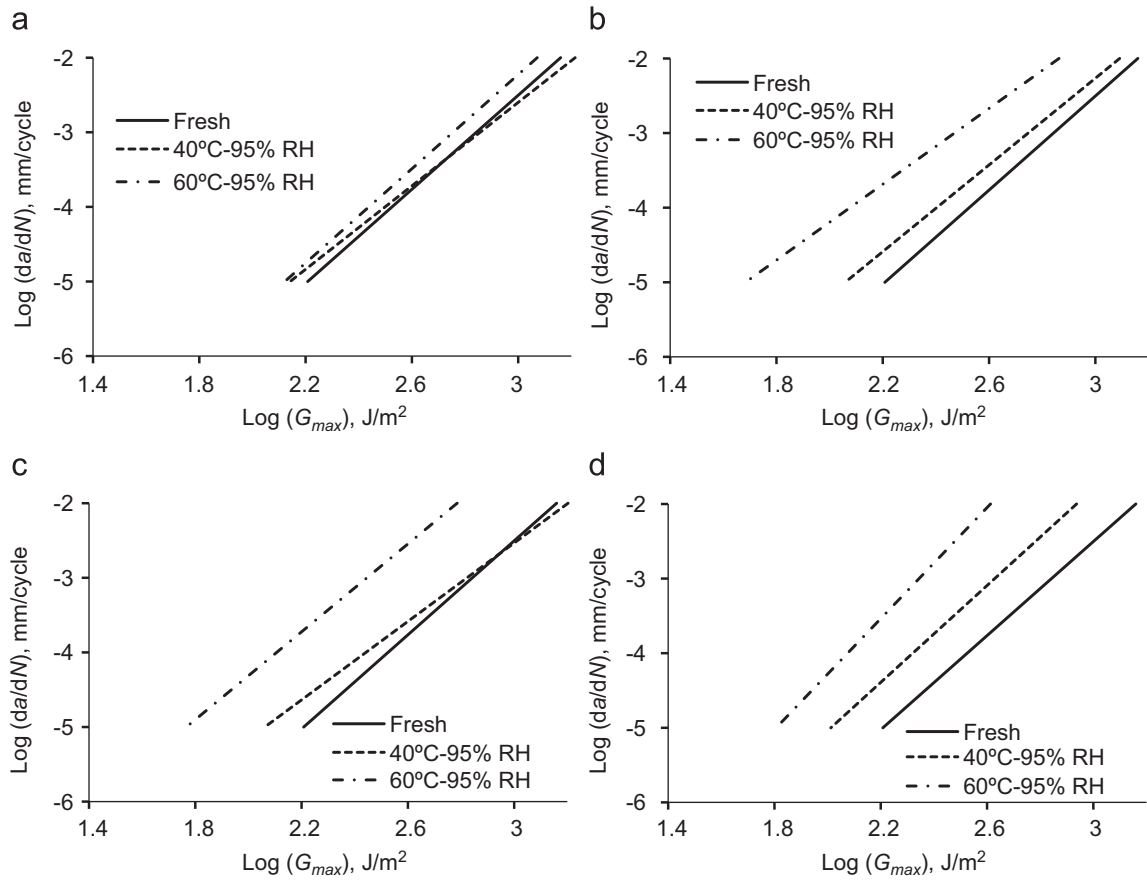 a
-2
-3
-4
-5
-6
Log (da/dN), mm/cycle
Fresh
40ºC-95% RH
60ºC-95% RH
1.4
1.8
2.2
2.6
3
Log (Gmax), J/m²
b
-2
-3
-4
-5
-6
Log (da/dN), mm/cycle
Fresh
40ºC-95% RH
60ºC-95% RH
1.4
1.8
2.2
2.6
3
Log (Gmax), J/m²
c
-2
-3
-4
-5
-6
Log (da/dN), mm/cycle
Fresh
40ºC-95% RH
60ºC-95% RH
1.4
1.8
2.2
2.6
3
Log (Gmax), J/m²
d
-2
-3
-4
-5
-6
Log (da/dN), mm/cycle
Fresh
40ºC-95% RH
60ºC-95% RH
1.4
1.8
2.2
2.6
3
Log (Gmax), J/m²